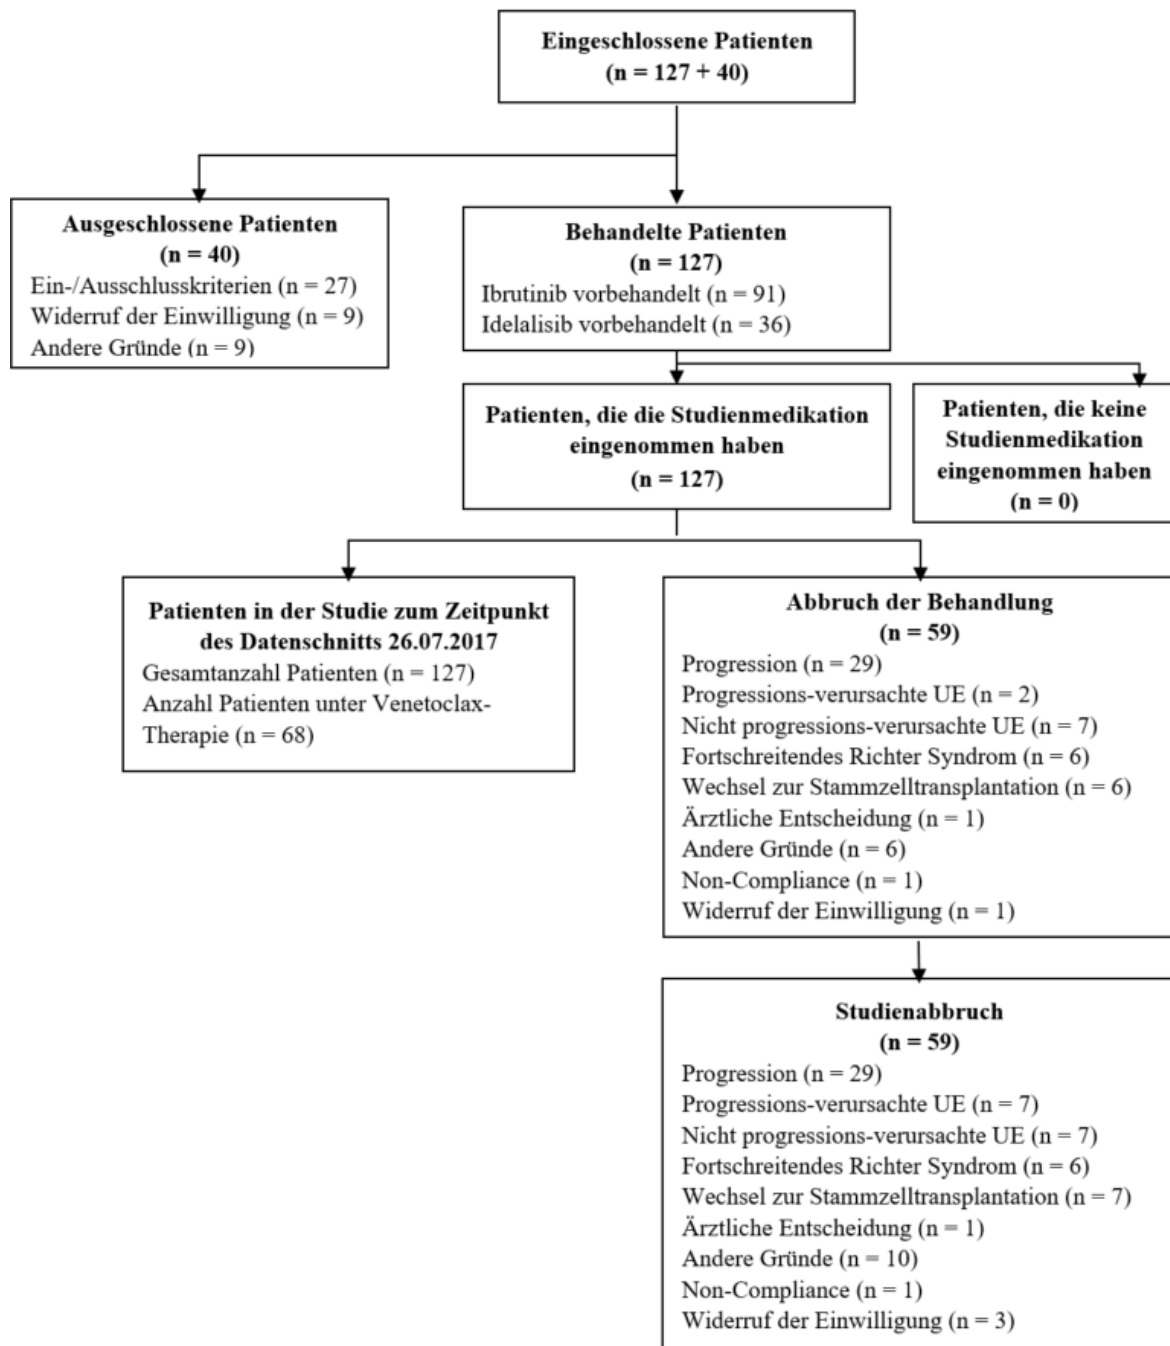 Eingeschlossene Patienten
(n = 127 + 40)
Ausgeschlossene Patienten
(n = 40)
Ein-/Ausschlusskriterien (n = 27)
Widerruf der Einwilligung (n = 9)
Andere Gründe (n = 9)
Behandelte Patienten
(n = 127)
Ibrutinib vorbehandelt (n = 91)
Idelalisib vorbehandelt (n = 36)
Patienten, die die Studienmedikation
eingenommen haben
(n = 127)
Patienten, die keine
Studienmedikation
eingenommen haben
(n = 0)
Patienten in der Studie zum Zeitpunkt
des Datenschnitts 26.07.2017
Gesamtanzahl Patienten (n = 127)
Anzahl Patienten unter Venetoclax-
Therapie (n = 68)
Abbruch der Behandlung
(n = 59)
Progression (n = 29)
Progressions-verursachte UE (n = 2)
Nicht progressions-verursachte UE (n = 7)
Fortschreitendes Richter Syndrom (n = 6)
Wechsel zur Stammzelltransplantation (n = 6)
Ärztliche Entscheidung (n = 1)
Andere Gründe (n = 6)
Non-Compliance (n = 1)
Widerruf der Einwilligung (n = 1)
Studienabbruch
(n = 59)
Progression (n = 29)
Progressions-verursachte UE (n = 7)
Nicht progressions-verursachte UE (n = 7)
Fortschreitendes Richter Syndrom (n = 6)
Wechsel zur Stammzelltransplantation (n = 7)
Ärztliche Entscheidung (n = 1)
Andere Gründe (n = 10)
Non-Compliance (n = 1)
Widerruf der Einwilligung (n = 3)